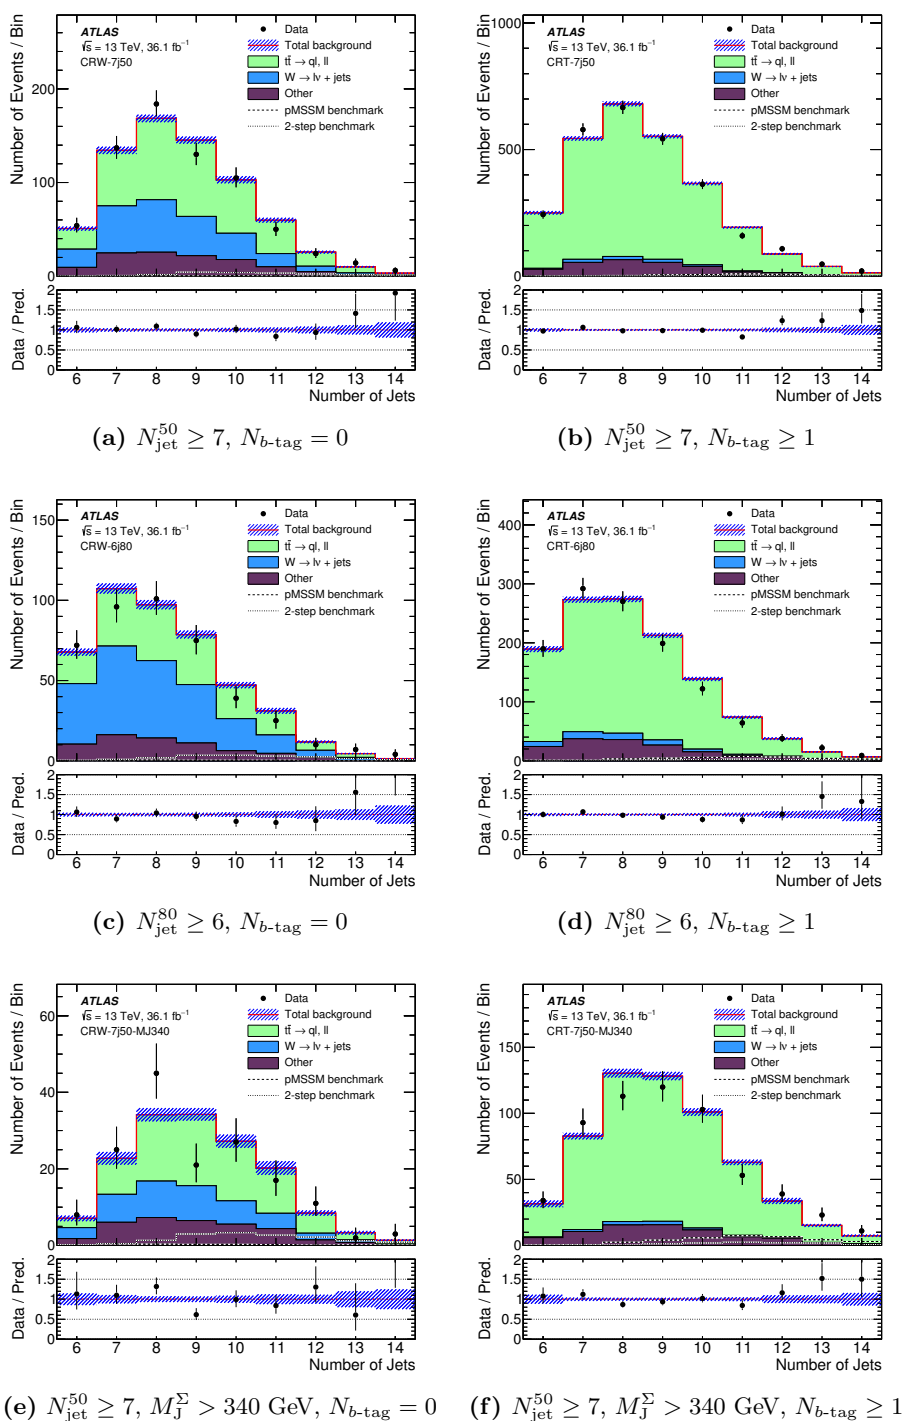 Number of Events / Bin
ATLAS
√s = 13 TeV, 36.1 fb⁻¹
CRW-7j50
Data
Total background
tt̄ → ql, ll
W → lν + jets
Other
pMSSM benchmark
2-step benchmark
200
100
0
Data / Pred.
2
1.5
1
0.5
0
6 7 8 9 10 11 12 13 14
Number of Jets
(a) N_jet^50 ≥ 7, N_b-tag = 0
Number of Events / Bin
ATLAS
√s = 13 TeV, 36.1 fb⁻¹
CRT-7j50
Data
Total background
tt̄ → ql, ll
W → lν + jets
Other
pMSSM benchmark
2-step benchmark
1000
500
0
Data / Pred.
2
1.5
1
0.5
0
6 7 8 9 10 11 12 13 14
Number of Jets
(b) N_jet^50 ≥ 7, N_b-tag ≥ 1
Number of Events / Bin
ATLAS
√s = 13 TeV, 36.1 fb⁻¹
CRW-6j80
Data
Total background
tt̄ → ql, ll
W → lν + jets
Other
pMSSM benchmark
2-step benchmark
150
100
50
0
Data / Pred.
2
1.5
1
0.5
0
6 7 8 9 10 11 12 13 14
Number of Jets
(c) N_jet^80 ≥ 6, N_b-tag = 0
Number of Events / Bin
ATLAS
√s = 13 TeV, 36.1 fb⁻¹
CRT-6j80
Data
Total background
tt̄ → ql, ll
W → lν + jets
Other
pMSSM benchmark
2-step benchmark
400
300
200
100
0
Data / Pred.
2
1.5
1
0.5
0
6 7 8 9 10 11 12 13 14
Number of Jets
(d) N_jet^80 ≥ 6, N_b-tag ≥ 1
Number of Events / Bin
ATLAS
√s = 13 TeV, 36.1 fb⁻¹
CRW-7j50-MJ340
Data
Total background
tt̄ → ql, ll
W → lν + jets
Other
pMSSM benchmark
2-step benchmark
60
40
20
0
Data / Pred.
2
1.5
1
0.5
0
6 7 8 9 10 11 12 13 14
Number of Jets
(e) N_jet^50 ≥ 7, M_J^Σ > 340 GeV, N_b-tag = 0
Number of Events / Bin
ATLAS
√s = 13 TeV, 36.1 fb⁻¹
CRT-7j50-MJ340
Data
Total background
tt̄ → ql, ll
W → lν + jets
Other
pMSSM benchmark
2-step benchmark
150
100
50
0
Data / Pred.
2
1.5
1
0.5
0
6 7 8 9 10 11 12 13 14
Number of Jets
(f) N_jet^50 ≥ 7, M_J^Σ > 340 GeV, N_b-tag ≥ 1